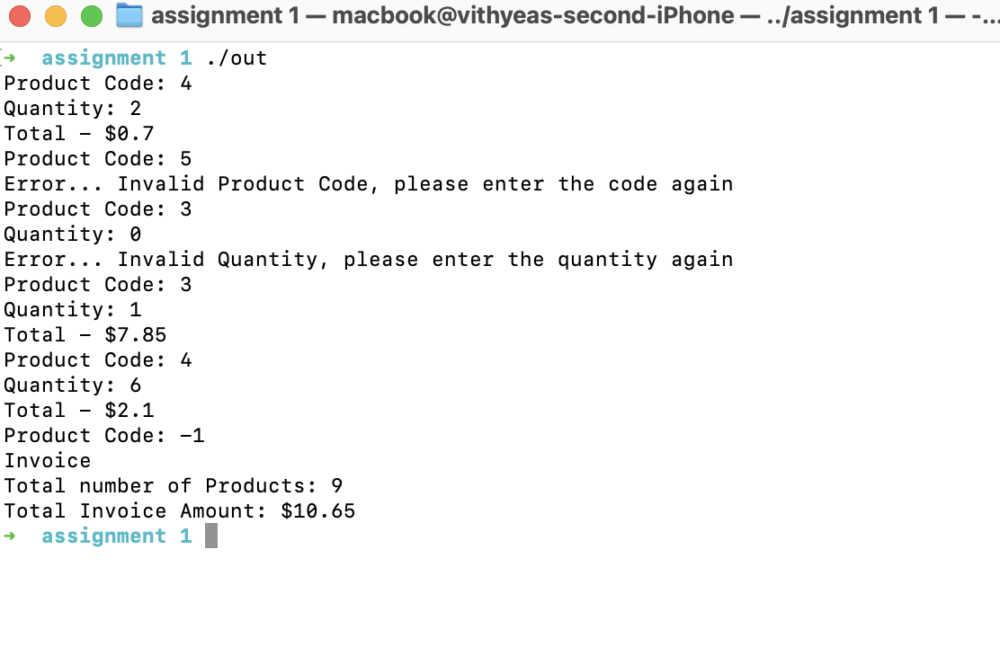 assignment 1 — macbook@vithyeas-second-iPhone — ../assignment 1 — -...
→ assignment 1 ./out
Product Code: 4
Quantity: 2
Total – $0.7
Product Code: 5
Error... Invalid Product Code, please enter the code again
Product Code: 3
Quantity: 0
Error... Invalid Quantity, please enter the quantity again
Product Code: 3
Quantity: 1
Total – $7.85
Product Code: 4
Quantity: 6
Total – $2.1
Product Code: –1
Invoice
Total number of Products: 9
Total Invoice Amount: $10.65
→ assignment 1